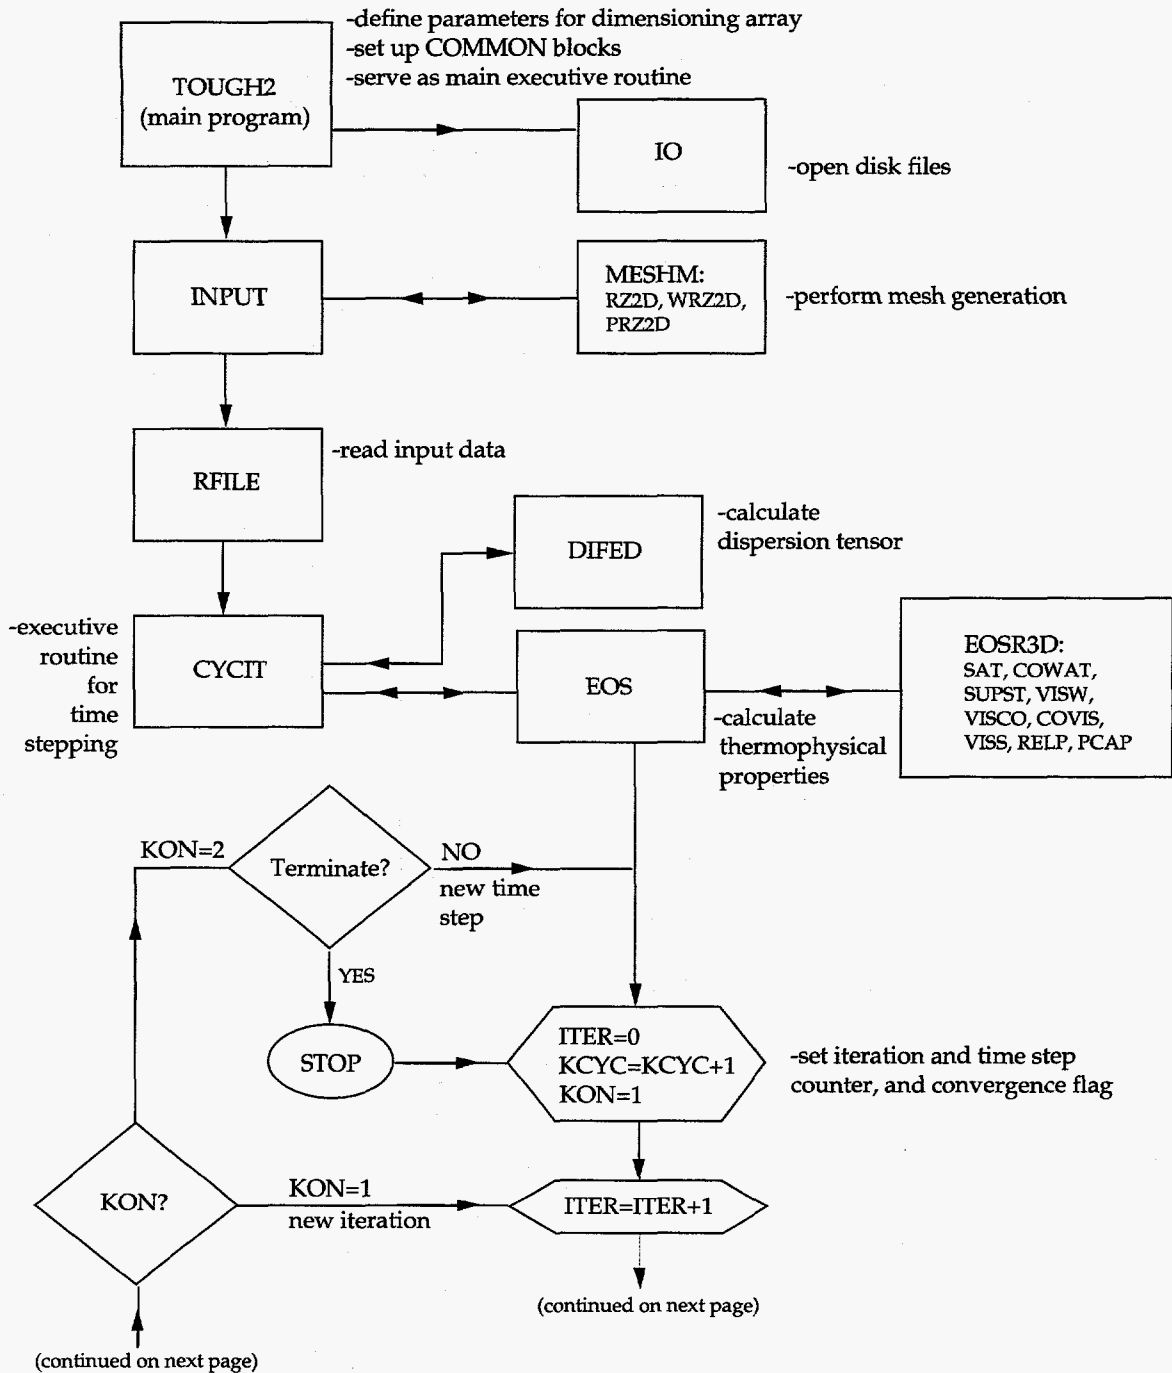 -define parameters for dimensioning array
-set up COMMON blocks
-serve as main executive routine
TOUGH2
(main program)
IO
-open disk files
INPUT
MESHM:
RZ2D, WRZ2D,
PRZ2D
-perform mesh generation
RFILE
-read input data
DIFED
-calculate
dispersion tensor
-executive
routine
for
time
stepping
CYCIT
EOS
-calculate
thermophysical
properties
EOSR3D:
SAT, COWAT,
SUPST, VISW,
VISCO, COVIS,
VISS, RELP, PCAP
KON=2
Terminate?
NO
new time
step
YES
STOP
ITER=0
KCYC=KCYC+1
KON=1
-set iteration and time step
counter, and convergence flag
KON?
KON=1
new iteration
ITER=ITER+1
(continued on next page)
(continued on next page)